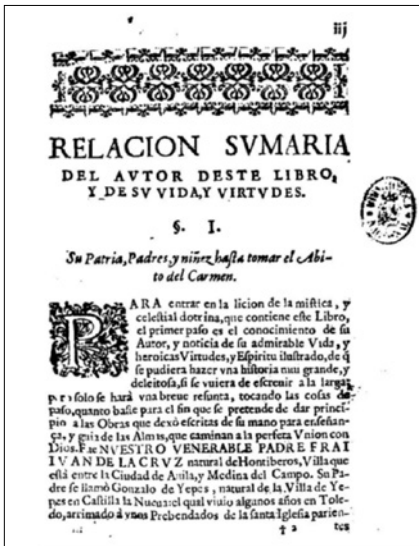 iij
RELACION SVMARIA
DEL AVTOR DESTE LIBRO,
Y DE SV VIDA, Y VIRTVDES.
§. I.
Su Patria, Padres, y niñez hasta tomar el Abi-
to del Carmen.
PARA entrar en la licion de la mistica, y
celestial dotrina, que contiene este Libro,
el primer paso es el conocimiento de su
Autor, y noticia de su admirable Vida, y
heroicas Virtudes, y Espiritu ilustrado, de q
se pudiera hazer vna historia muy grande, y
deleitosa, si se vuiera de escreuir a la larga:
pero solo se hará vna breue resunta, tocando las cosas de
paso, quanto baste para el fin que se pretende de dar princi-
pio a las Obras que dexó escritas de su mano para enseñan-
ça, y guia de las Almas, que caminan a la perfeta Vnion con
Dios. Fue NVESTRO VENERABLE PADRE FRAI
IVAN DE LA CRVZ natural de Hontiberos, Villa que
està entre la Ciudad de Auila, y Medina del Campo. Su Pa-
dre se llamó Gonzalo de Yepes, natural de la Villa de Ye-
pes en Castilla la Nueua: el qual viuio algunos años en Tole-
do, arrimado à vnos Prebendados de la santa Iglesia parien-
† 2
tes